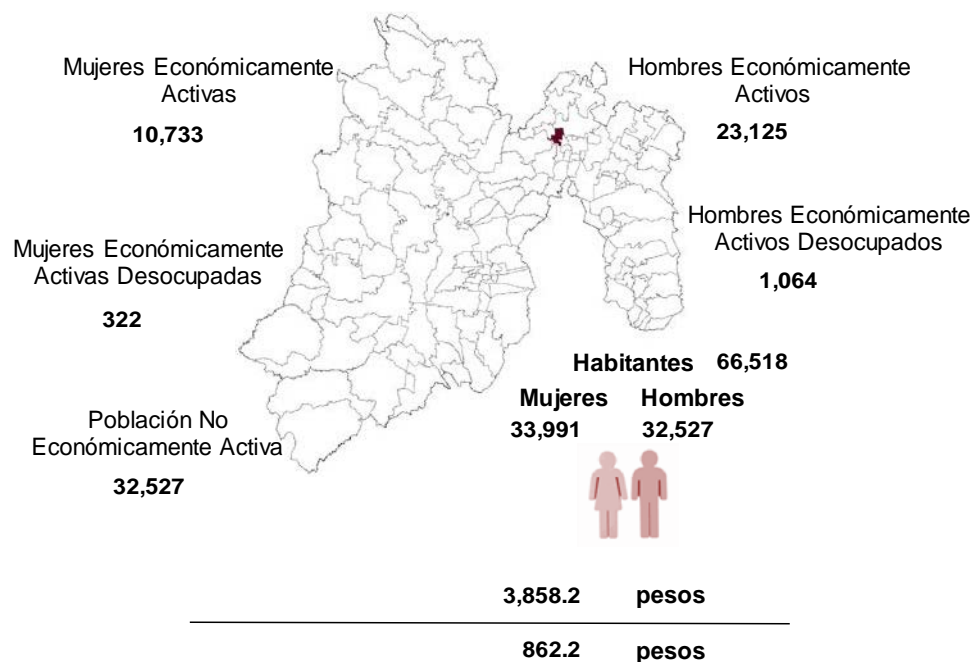 Mujeres Económicamente
Activas
10,733
Hombres Económicamente
Activos
23,125
Mujeres Económicamente
Activas Desocupadas
322
Hombres Económicamente
Activos Desocupados
1,064
Habitantes 66,518
Mujeres Hombres
33,991 32,527
Población No
Económicamente Activa
32,527
3,858.2 pesos
862.2 pesos